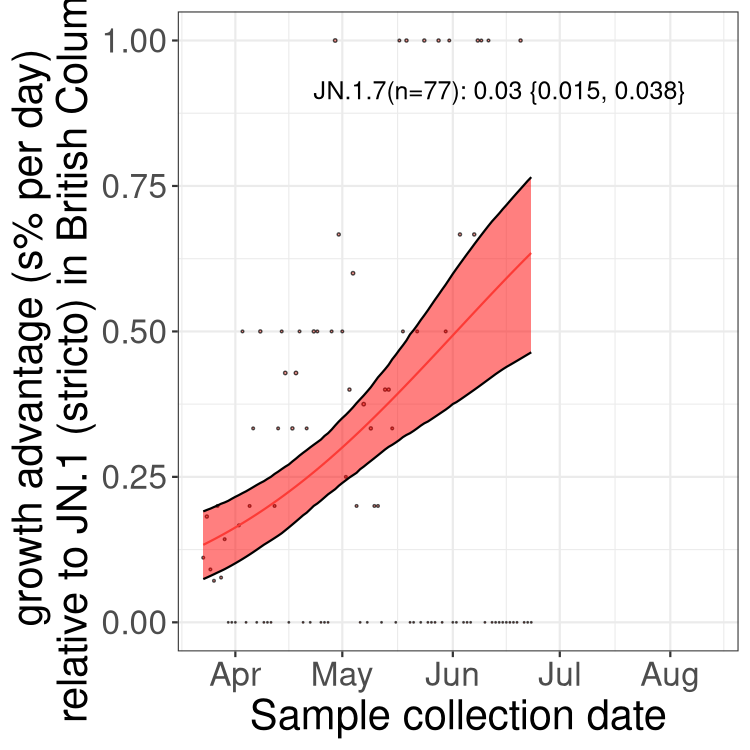 growth advantage (s% per day)
relative to JN.1 (stricto) in British Colum
1.00
0.75
0.50
0.25
0.00
JN.1.7(n=77): 0.03 {0.015, 0.038}
Apr May Jun Jul Aug
Sample collection date